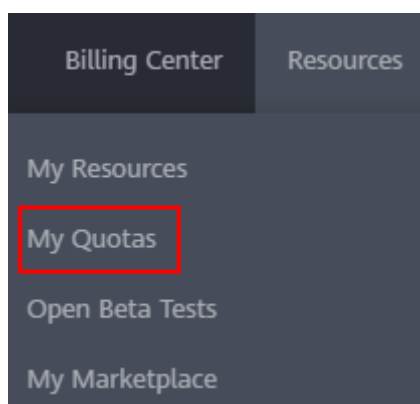 Billing Center Resources
My Resources
My Quotas
Open Beta Tests
My Marketplace